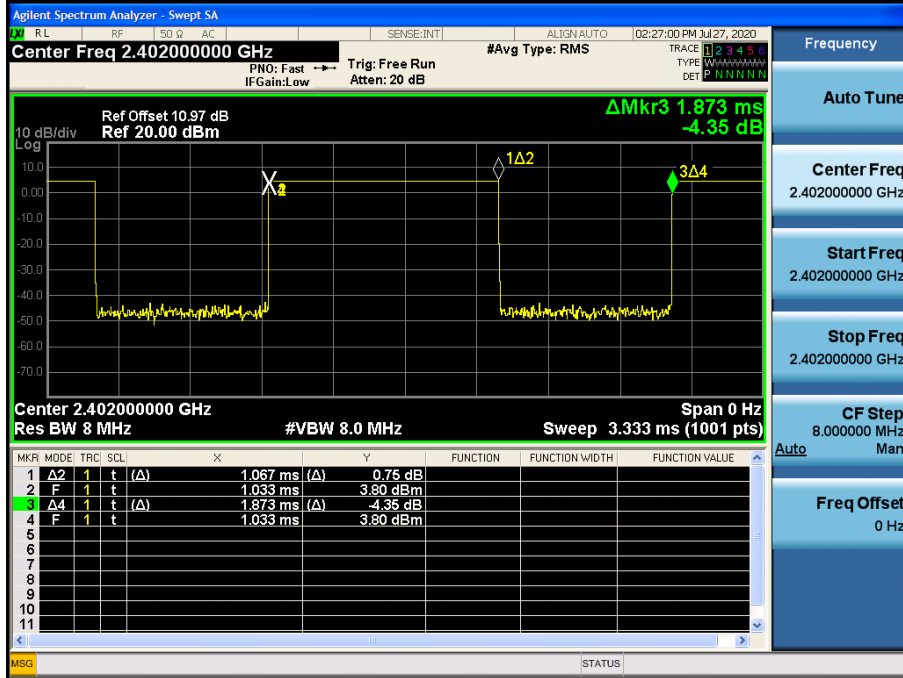 Agilent Spectrum Analyzer - Swept SA
LXI RL RF 50 Ω AC SENSE:INT ALIGN AUTO 02:27:00 PM Jul 27, 2020
Center Freq 2.402000000 GHz #Avg Type: RMS TRACE 1 2 3 4 5 6
PNO: Fast Trig: Free Run TYPE W
IFGain:Low Atten: 20 dB DET P N N N N N
Frequency
Auto Tune
Center Freq
2.402000000 GHz
Start Freq
2.402000000 GHz
Stop Freq
2.402000000 GHz
CF Step
8.000000 MHz
Auto Man
Freq Offset
0 Hz
ΔMkr3 1.873 ms
-4.35 dB
Ref Offset 10.97 dB
10 dB/div Ref 20.00 dBm
Log
10.0
0.00
-10.0
-20.0
-30.0
-40.0
-50.0
-60.0
-70.0
1Δ2
3Δ4
Center 2.402000000 GHz Span 0 Hz
Res BW 8 MHz #VBW 8.0 MHz Sweep 3.333 ms (1001 pts)
MKR MODE TRC SCL X Y FUNCTION FUNCTION WIDTH FUNCTION VALUE
1 Δ2 1 t (Δ) 1.067 ms (Δ) 0.75 dB
2 F 1 t 1.033 ms 3.80 dBm
3 Δ4 1 t (Δ) 1.873 ms (Δ) -4.35 dB
4 F 1 t 1.033 ms 3.80 dBm
5
6
7
8
9
10
11
MSG STATUS